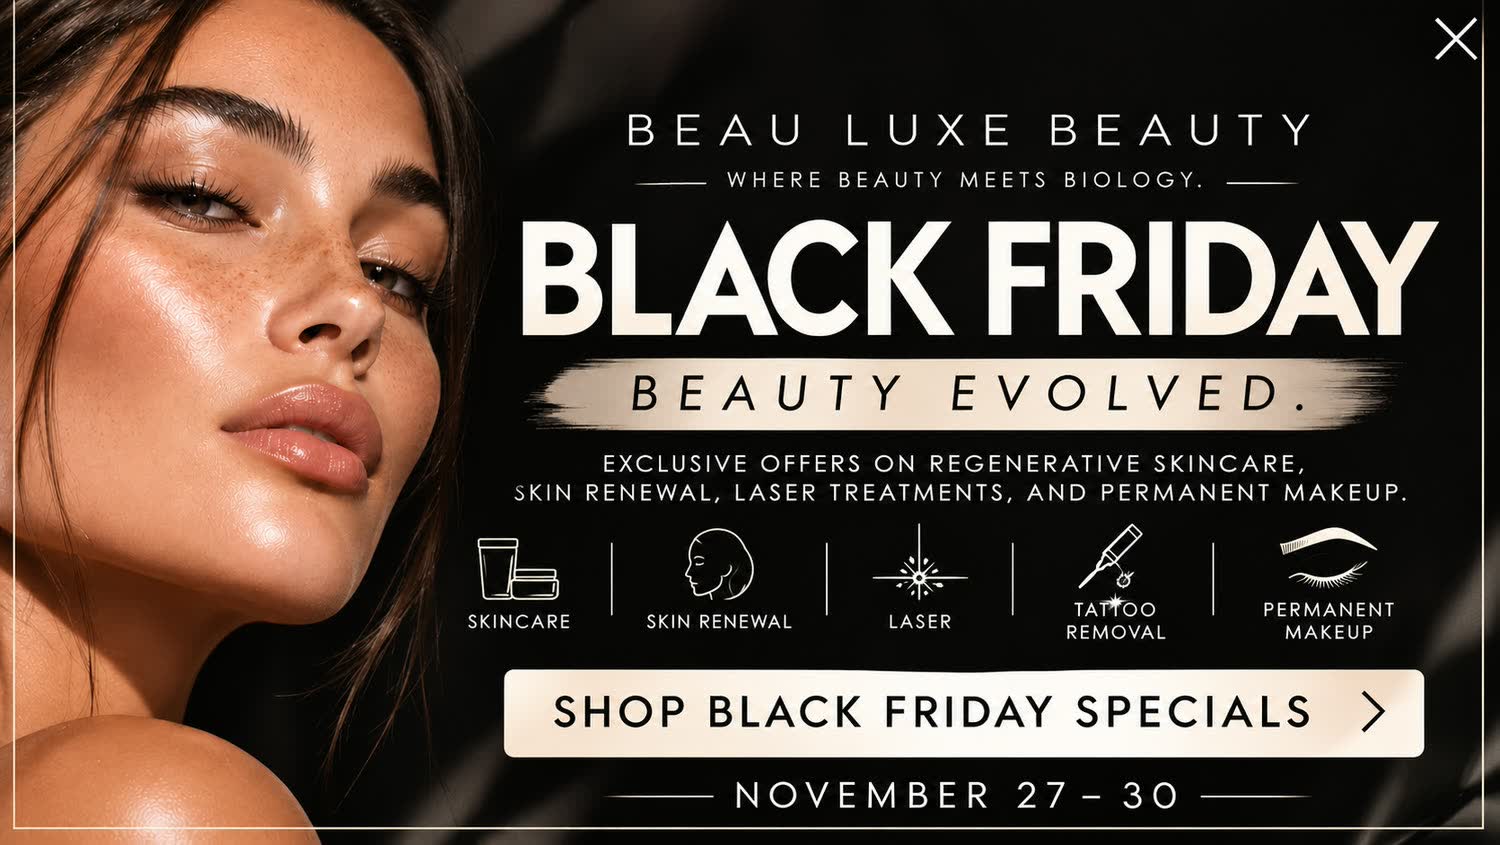 BEAU LUXE BEAUTY
WHERE BEAUTY MEETS BIOLOGY.
BLACK FRIDAY
BEAUTY EVOLVED.
EXCLUSIVE OFFERS ON REGENERATIVE SKINCARE,
SKIN RENEWAL, LASER TREATMENTS, AND PERMANENT MAKEUP.
SKINCARE
SKIN RENEWAL
LASER
TATTOO
REMOVAL
PERMANENT
MAKEUP
SHOP BLACK FRIDAY SPECIALS
NOVEMBER 27 – 30